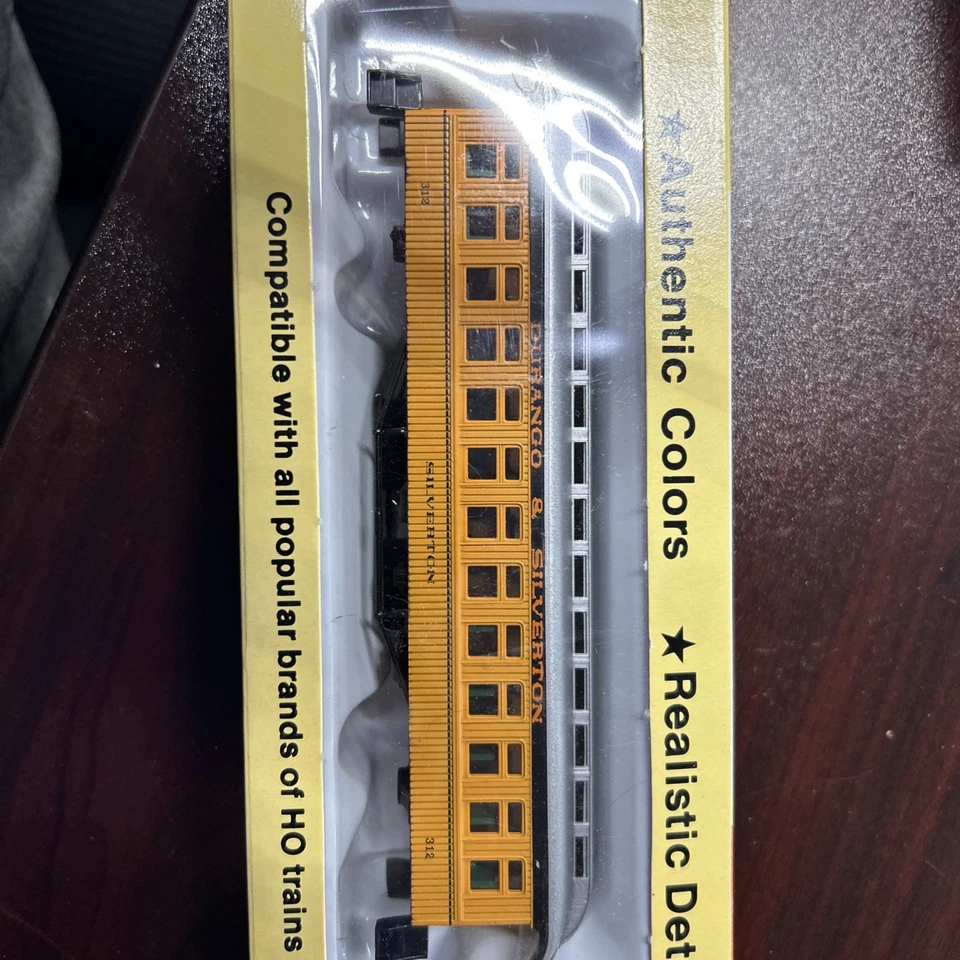 ★Authentic Colors ★Realistic Det
DURANGO & SILVERTON
312 SILVERTON 312
Compatible with all popular brands of HO trains